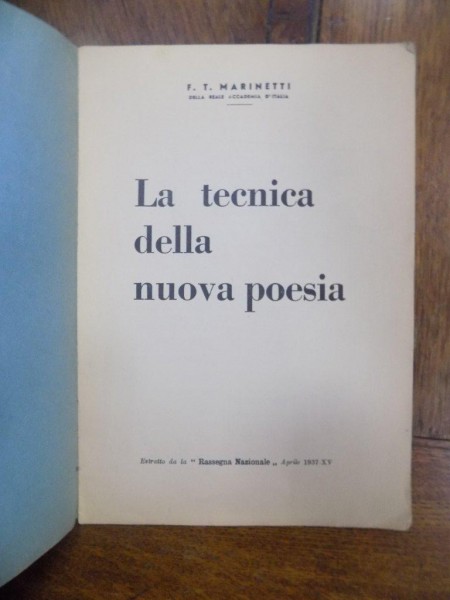 F. T. MARINETTI
DELLA REALE ACCADEMIA D'ITALIA
La tecnica
della
nuova poesia
Estratto da la " Rassegna Nazionale „ Aprile 1937-XV